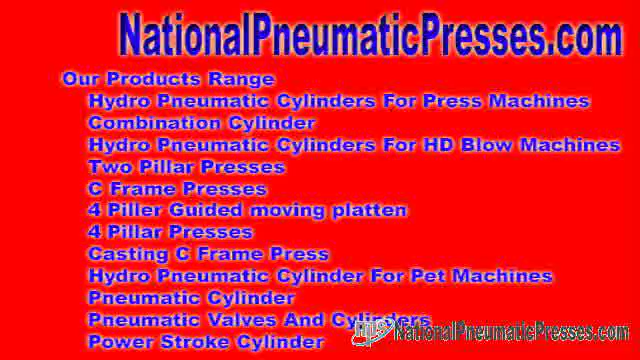 NationalPneumaticPresses.com
Our Products Range
Hydro Pneumatic Cylinders For Press Machines
Combination Cylinder
Hydro Pneumatic Cylinders For HD Blow Machines
Two Pillar Presses
C Frame Presses
4 Piller Guided moving platten
4 Pillar Presses
Casting C Frame Press
Hydro Pneumatic Cylinder For Pet Machines
Pneumatic Cylinder
Pneumatic Valves And Cylinders
NationalPneumaticPresses.com
Power Stroke Cylinder